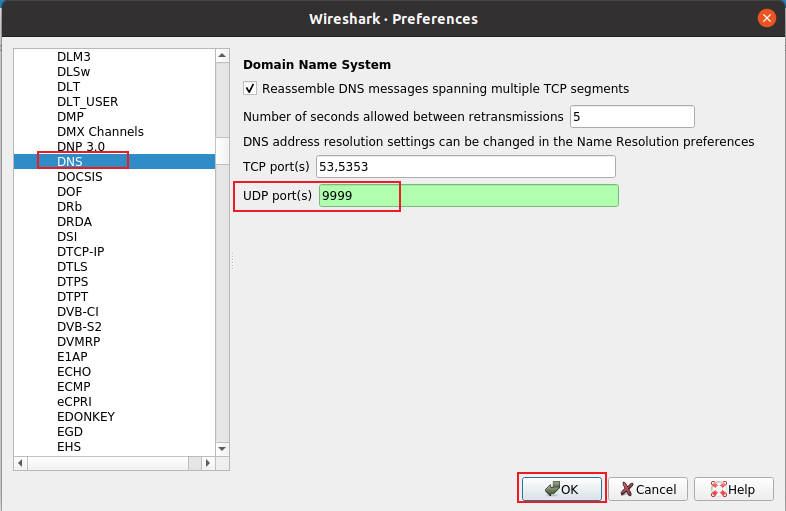 Wireshark · Preferences
DLM3
DLSw
DLT
DLT_USER
DMP
DMX Channels
DNP 3.0
DNS
DOCSIS
DOF
DRb
DRDA
DSI
DTCP-IP
DTLS
DTPS
DTPT
DVB-CI
DVB-S2
DVMRP
E1AP
ECHO
ECMP
eCPRI
EDONKEY
EGD
EHS
Domain Name System
Reassemble DNS messages spanning multiple TCP segments
Number of seconds allowed between retransmissions 5
DNS address resolution settings can be changed in the Name Resolution preferences
TCP port(s) 53,5353
UDP port(s) 9999
OK Cancel Help